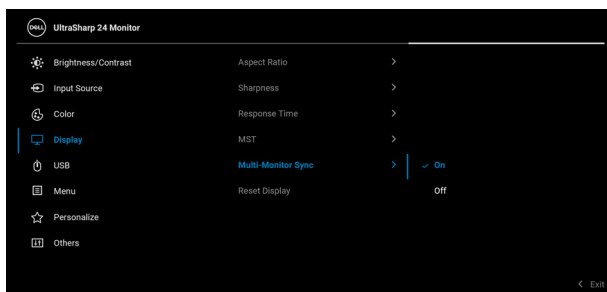 DELL UltraSharp 24 Monitor
Brightness/Contrast Aspect Ratio
Input Source Sharpness
Color Response Time
Display MST
USB Multi-Monitor Sync On
Menu Reset Display Off
Personalize
Others
Exit